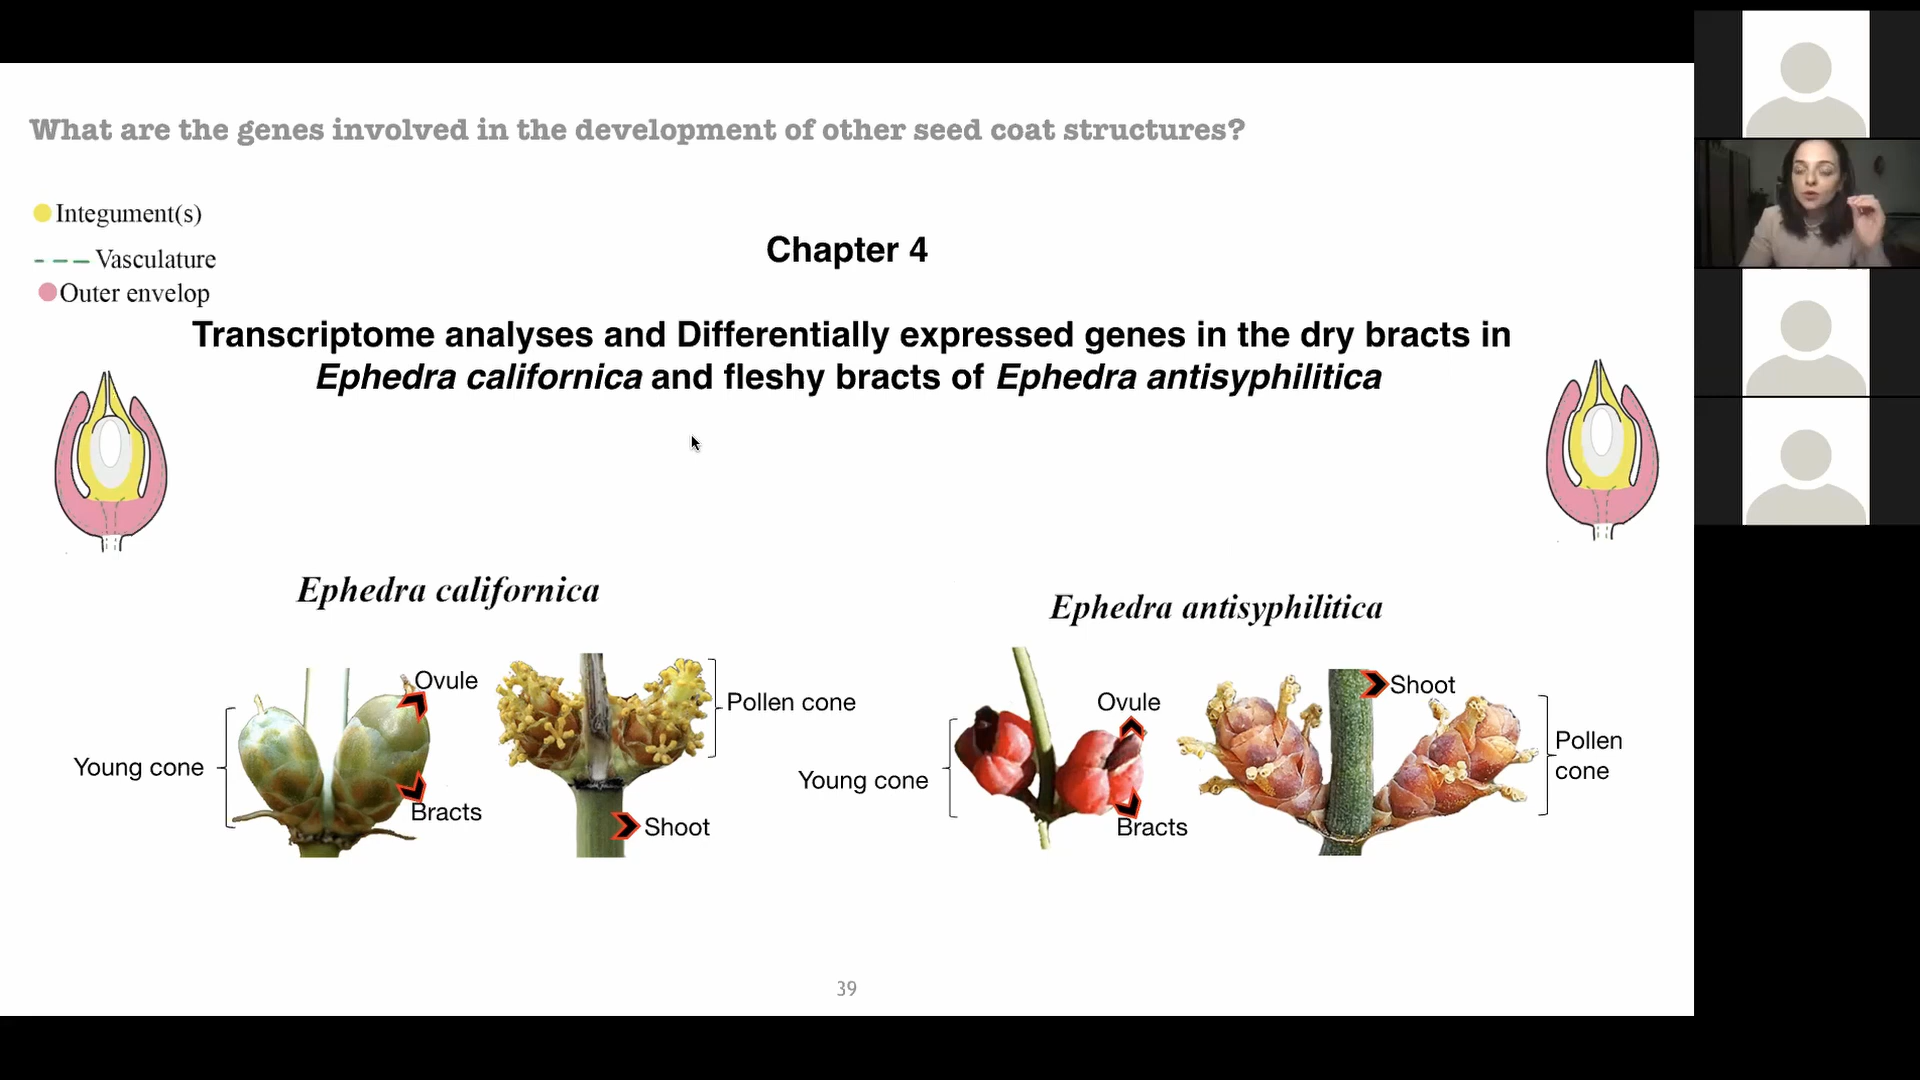 What are the genes involved in the development of other seed coat structures?
Integument(s)
Vasculature
Outer envelop
Chapter 4
Transcriptome analyses and Differentially expressed genes in the dry bracts in
Ephedra californica and fleshy bracts of Ephedra antisyphilitica
Ephedra californica
Ephedra antisyphilitica
Ovule
Young cone
Bracts
Pollen cone
Shoot
Ovule
Young cone
Bracts
Shoot
Pollen
cone
39